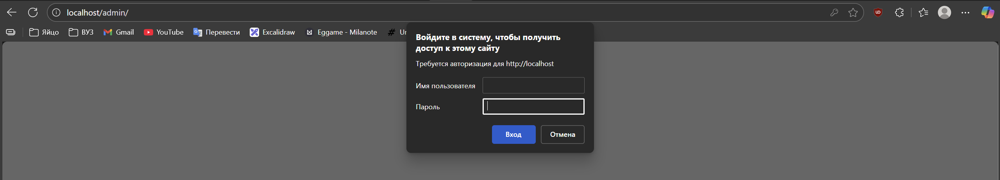 localhost/admin/
Яйцо ВУЗ Gmail YouTube Перевести Excalidraw Eggame - Milanote
Войдите в систему, чтобы получить
доступ к этому сайту
Требуется авторизация для http://localhost
Имя пользователя
Пароль
Вход Отмена